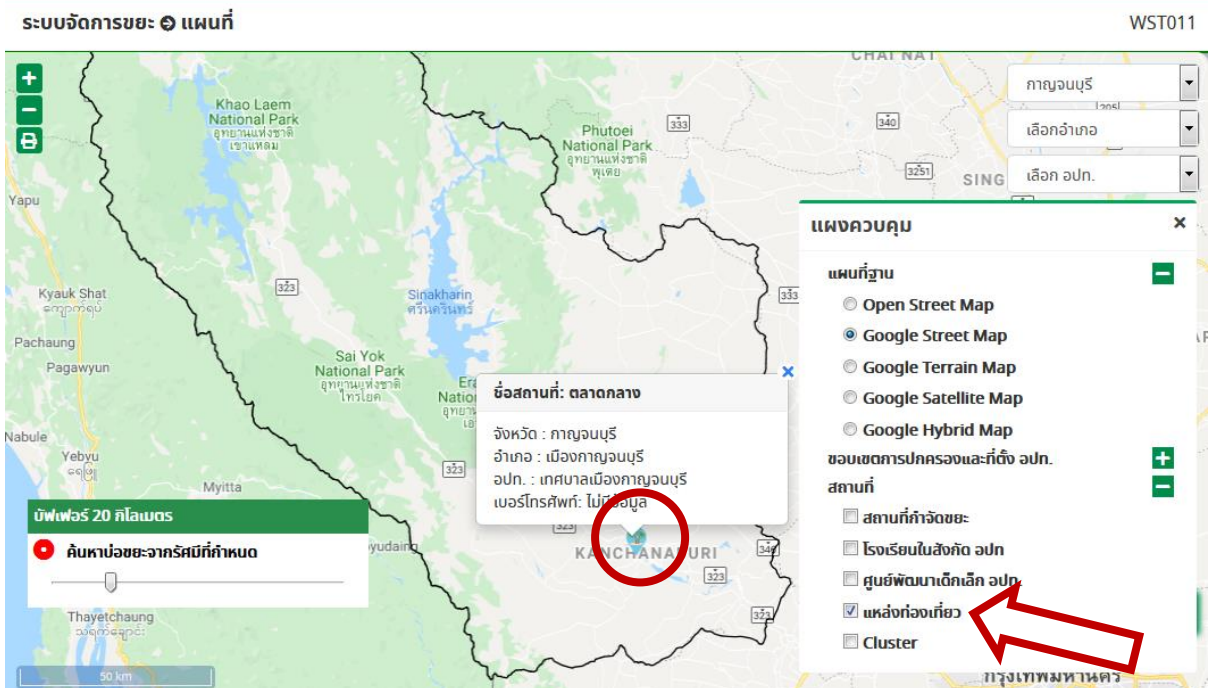 ระบบจัดการขยะ แผนที่
WST011
CHAI NAT
กาญจนบุรี
เลือกอำเภอ
เลือก อปท.
Khao Laem
National Park
อุทยานแห่งชาติ
เขาแหลม
Phutoei
National Park
อุทยานแห่งชาติ
พุเตย
333
340
3251
SING
Yapu
แผงควบคุม
แผนที่ฐาน
Open Street Map
Google Street Map
Google Terrain Map
Google Satellite Map
Google Hybrid Map
ขอบเขตการปกครองและที่ตั้ง อปท.
สถานที่
สถานที่กำจัดขยะ
โรงเรียนในสังกัด อปท
ศูนย์พัฒนาเด็กเล็ก อปท.
แหล่งท่องเที่ยว
Cluster
Kyauk Shat
323
Sinakharin
ศรีนครินทร์
333
Pachaung
Pagawyun
Sai Yok
National Park
อุทยานแห่งชาติ
ไทรโยค
ชื่อสถานที่: ตลาดกลาง
จังหวัด : กาญจนบุรี
อำเภอ : เมืองกาญจนบุรี
อปท. : เทศบาลเมืองกาญจนบุรี
เบอร์โทรศัพท์: ไม่มีข้อมูล
Nabule
Yebyu
Myitta
323
323
KANCHANABURI
323
323
บัฟเฟอร์ 20 กิโลเมตร
ค้นหาบ่อขยะจากรัศมีที่กำหนด
Thayetchaung
50 km
กรุงเทพมหานคร